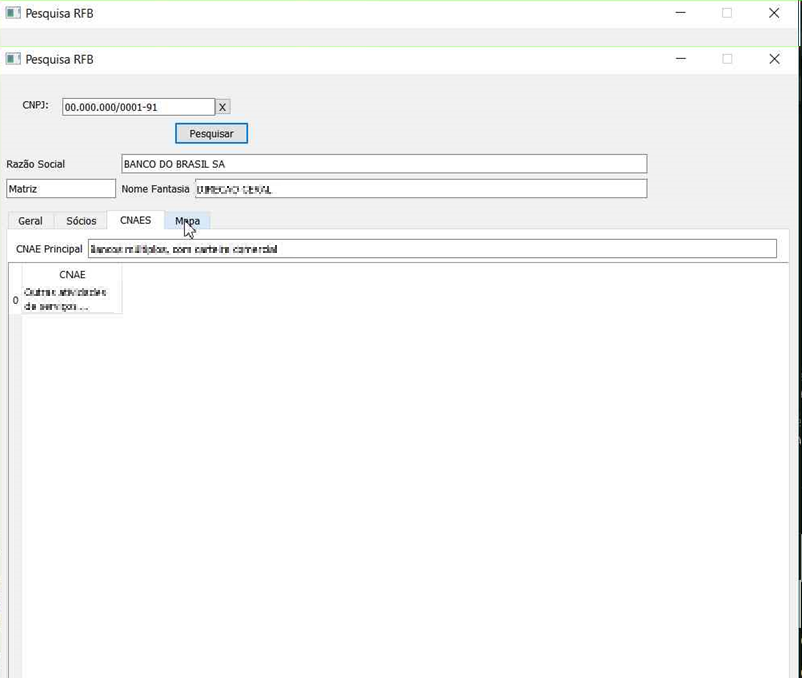 Pesquisa RFB
Pesquisa RFB
CNPJ: 00.000.000/0001-91 X
Pesquisar
Razão Social BANCO DO BRASIL SA
Matriz Nome Fantasia DIRECAO GERAL
Geral Sócios CNAES Mapa
CNAE Principal Bancos múltiplos, com carteira comercial
CNAE
0 Outras atividades
de serviços ...